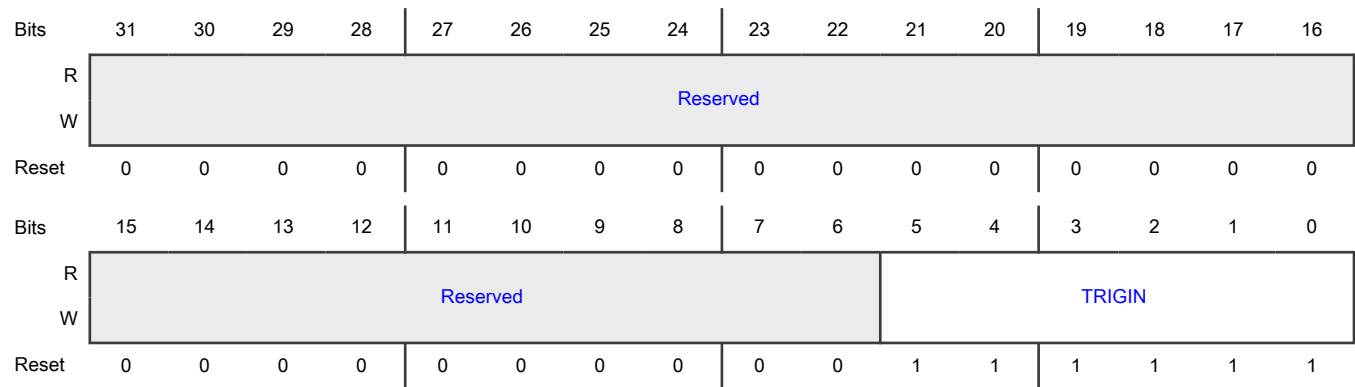 Bits 31 30 29 28 27 26 25 24 23 22 21 20 19 18 17 16
R
Reserved
W
Reset 0 0 0 0 0 0 0 0 0 0 0 0 0 0 0 0
Bits 15 14 13 12 11 10 9 8 7 6 5 4 3 2 1 0
R
Reserved TRIGIN
W
Reset 0 0 0 0 0 0 0 0 0 0 1 1 1 1 1 1